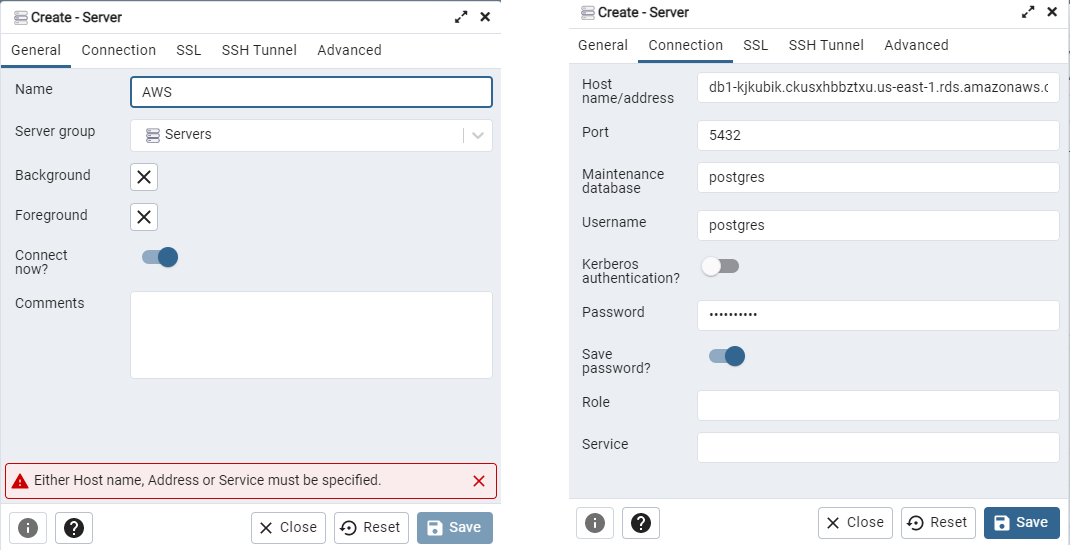 Create - Server
General Connection SSL SSH Tunnel Advanced
Name AWS
Server group Servers
Background
Foreground
Connect
now?
Comments
Either Host name, Address or Service must be specified.
Close Reset Save
Create - Server
General Connection SSL SSH Tunnel Advanced
Host
name/address
db1-kjkubik.ckusxhbbztxu.us-east-1.rds.amazonaws.c
Port 5432
Maintenance
database
postgres
Username postgres
Kerberos
authentication?
Password ••••••••••
Save
password?
Role
Service
Close Reset Save